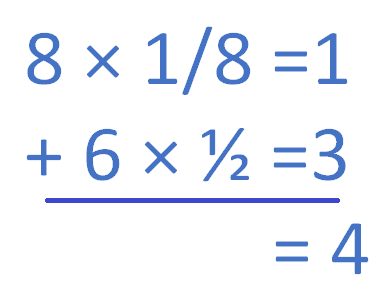 8 × 1/8 =1
+ 6 × ½ =3
= 4